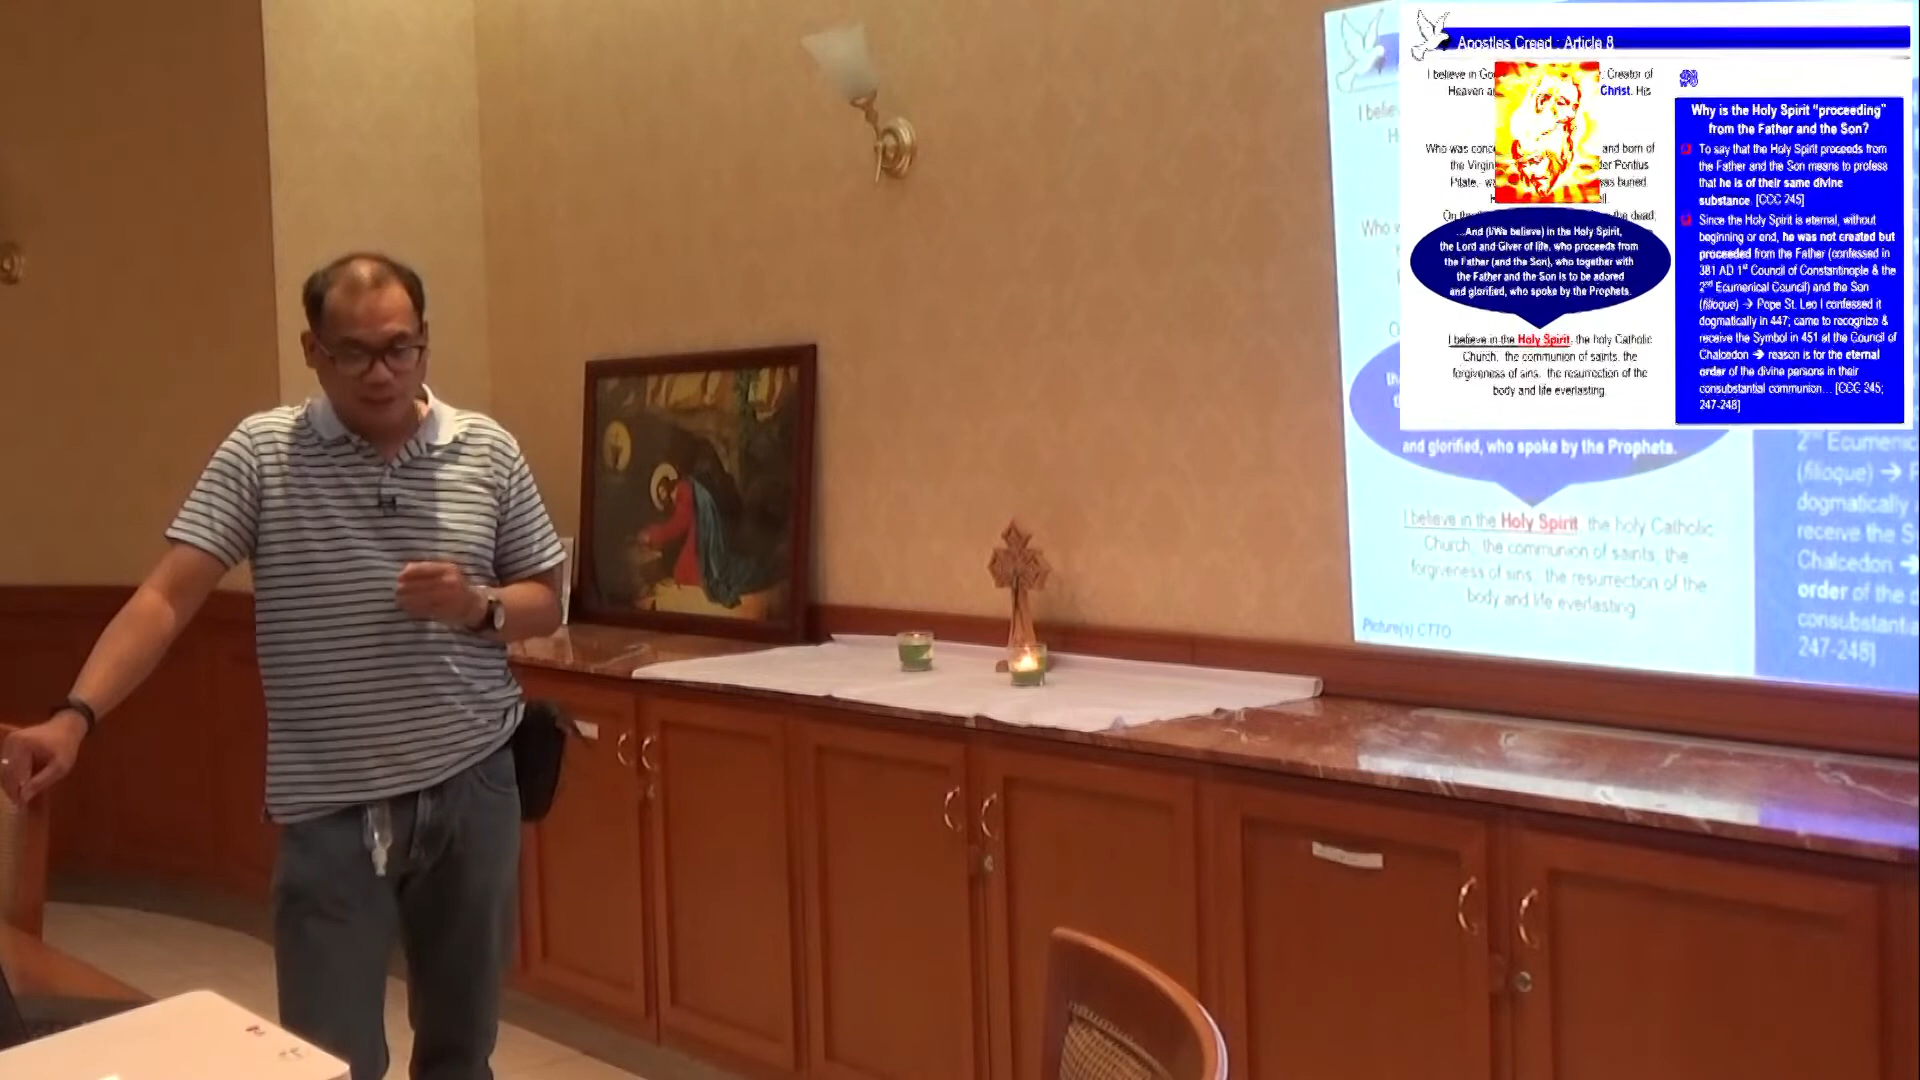 Apostles Creed : Article 8
I believe in Creator of
Heaven Christ. His
Who was and born of
the Virgin Pontius
Pilate, was buried.
the dead;
...And (I/We believe) in the Holy Spirit,
the Lord and Giver of life, who proceeds from
the Father (and the Son), who together with
the Father and the Son is to be adored
and glorified, who spoke by the Prophets.
I believe in the Holy Spirit, the holy Catholic
Church, the communion of saints, the
forgiveness of sins, the resurrection of the
body and life everlasting.
Why is the Holy Spirit "proceeding"
from the Father and the Son?
To say that the Holy Spirit proceeds from
the Father and the Son means to profess
that he is of their same divine
substance. [CCC 245]
Since the Holy Spirit is eternal, without
beginning or end, he was not created but
proceeded from the Father (confessed in
381 AD 1st Council of Constantinople & the
2nd Ecumenical Council) and the Son
(filioque) → Pope St. Leo I confessed it
dogmatically in 447; came to recognize &
receive the Symbol in 451 at the Council of
Chalcedon → reason is for the eternal
order of the divine persons in their
consubstantial communion... [CCC 245;
247-248]
and glorified, who spoke by the Prophets.
I believe in the Holy Spirit, the holy Catholic
Church, the communion of saints, the
forgiveness of sins, the resurrection of the
body and life everlasting.
Picture(s) CTTO
2nd Ecumenic
(filioque) →
dogmatically
receive the
Chalcedon →
order of the
consubstantia
247-248]